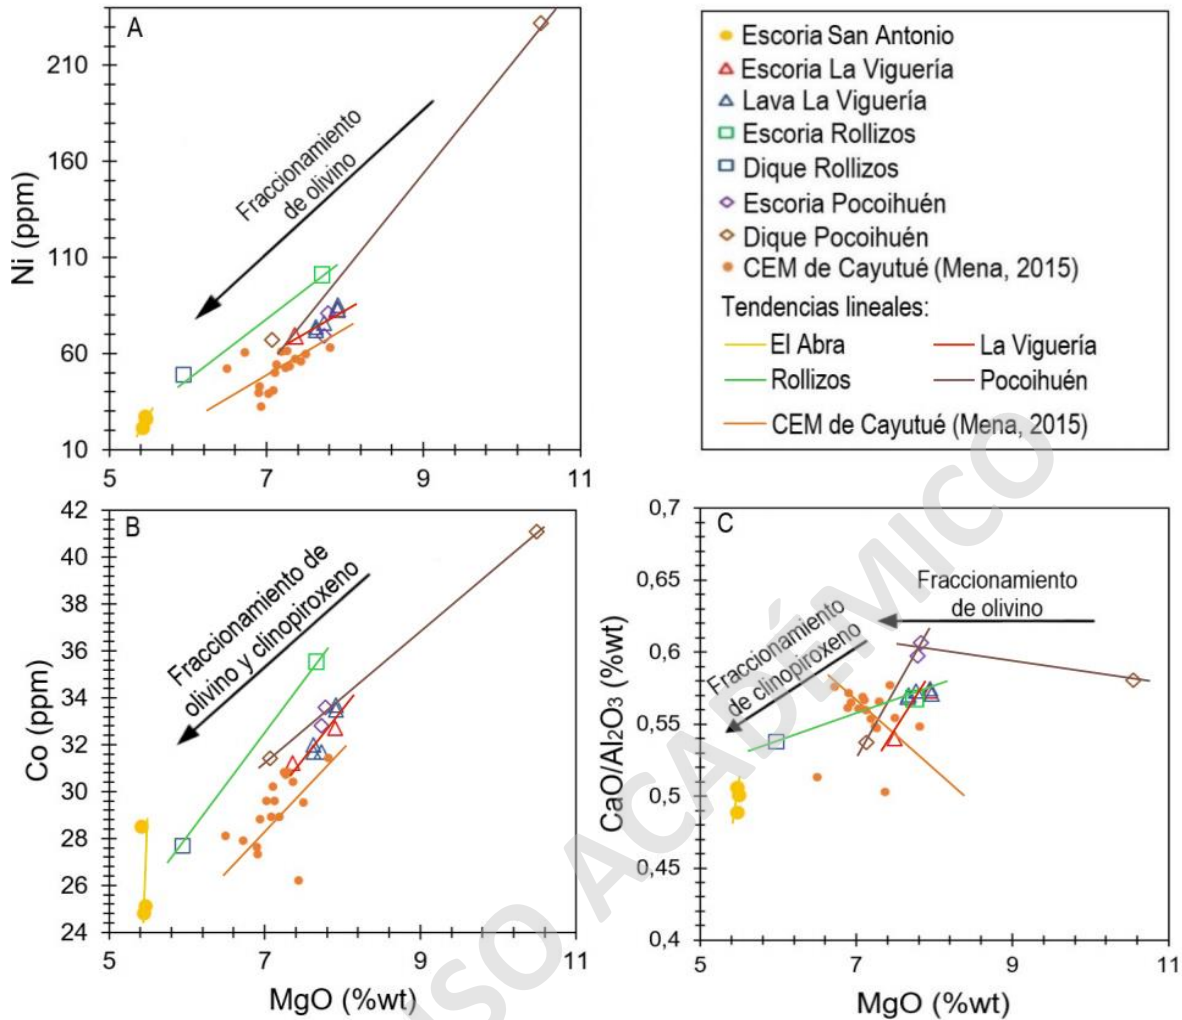 A
Ni (ppm)
210
160
110
60
10
5
7
9
11
Fraccionamiento
de olivino
Escoria San Antonio
Escoria La Viguería
Lava La Viguería
Escoria Rollizos
Dique Rollizos
Escoria Pocoihuén
Dique Pocoihuén
CEM de Cayutué (Mena, 2015)
Tendencias lineales:
El Abra
La Viguería
Rollizos
Pocoihuén
CEM de Cayutué (Mena, 2015)
B
Co (ppm)
42
40
38
36
34
32
30
28
26
24
5
7
9
11
MgO (%wt)
Fraccionamiento de
olivino y clinopiroxeno
C
CaO/Al2O3 (%wt)
0,7
0,65
0,6
0,55
0,5
0,45
0,4
5
7
9
11
MgO (%wt)
Fraccionamiento
de olivino
Fraccionamiento
de clinopiroxeno
ISO ACADÉMICO